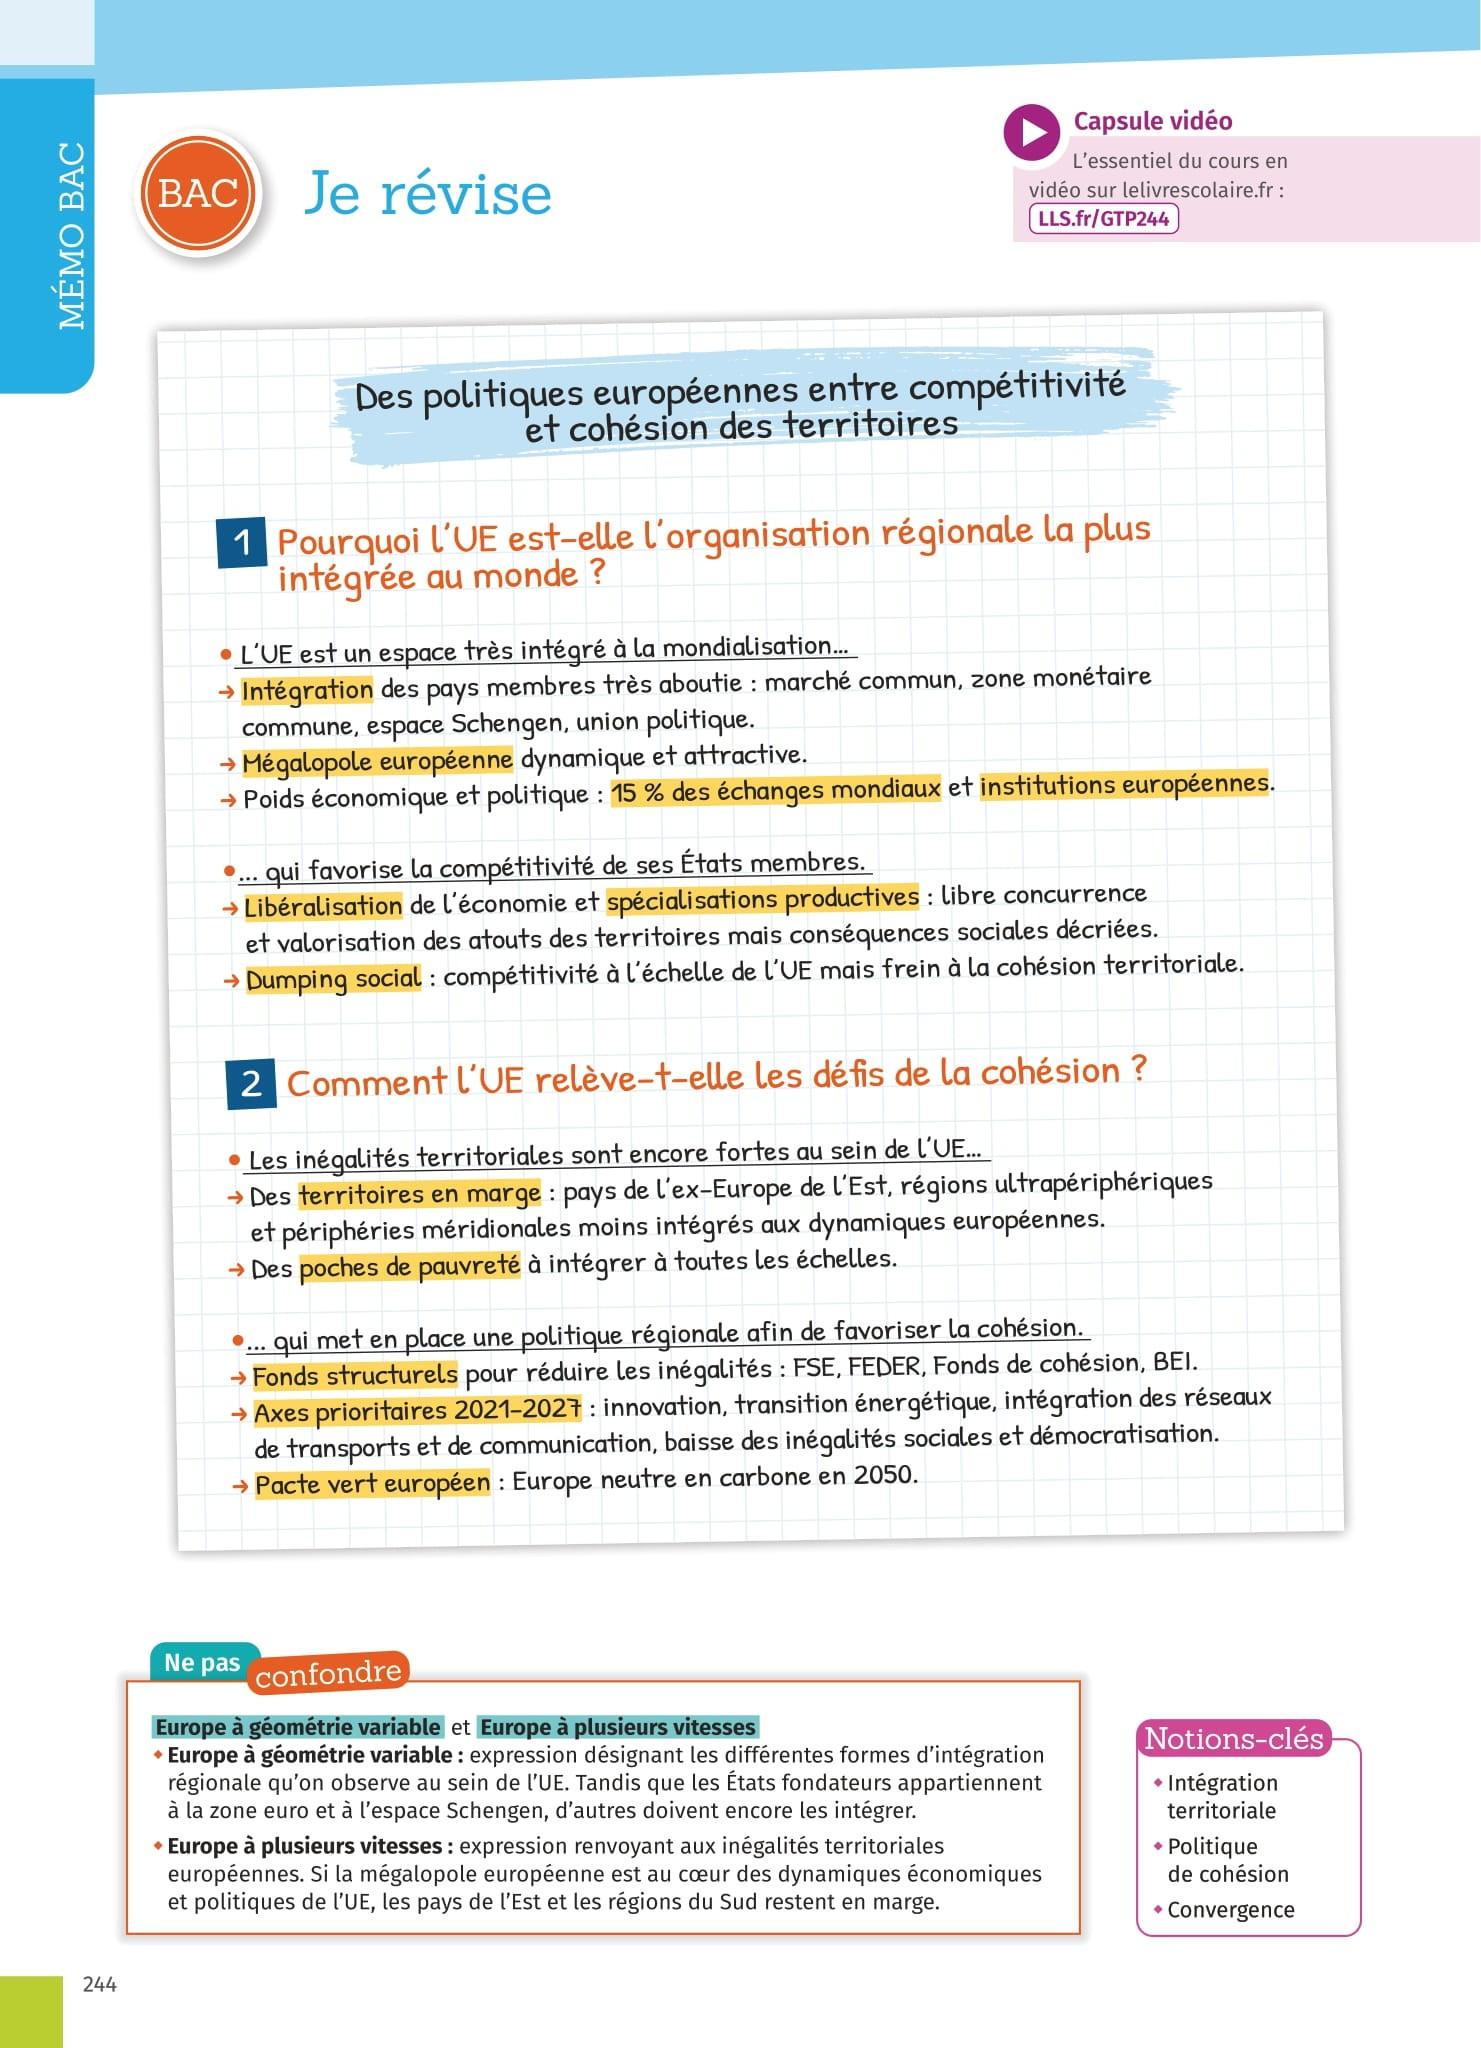 MÉMO BAC
BAC
Je révise
Capsule vidéo
L'essentiel du cours en
vidéo sur lelivrescolaire.fr :
LLS.fr/GTP244
Des politiques européennes entre compétitivité
et cohésion des territoires
1 Pourquoi l'UE est-elle l'organisation régionale la plus
intégrée au monde ?
• L'UE est un espace très intégré à la mondialisation...
→ Intégration des pays membres très aboutie : marché commun, zone monétaire
commune, espace Schengen, union politique.
→ Mégalopole européenne dynamique et attractive.
→ Poids économique et politique : 15 % des échanges mondiaux et institutions européennes.
• ... qui favorise la compétitivité de ses États membres.
→ Libéralisation de l'économie et spécialisations productives : libre concurrence
et valorisation des atouts des territoires mais conséquences sociales décriées.
→ Dumping social : compétitivité à l'échelle de l'UE mais frein à la cohésion territoriale.
2 Comment l'UE relève-t-elle les défis de la cohésion ?
• Les inégalités territoriales sont encore fortes au sein de l'UE...
→ Des territoires en marge : pays de l'ex-Europe de l'Est, régions ultrapériphériques
et périphéries méridionales moins intégrés aux dynamiques européennes.
→ Des poches de pauvreté à intégrer à toutes les échelles.
• ... qui met en place une politique régionale afin de favoriser la cohésion.
→ Fonds structurels pour réduire les inégalités : FSE, FEDER, Fonds de cohésion, BEI.
→ Axes prioritaires 2021-2027 : innovation, transition énergétique, intégration des réseaux
de transports et de communication, baisse des inégalités sociales et démocratisation.
→ Pacte vert européen : Europe neutre en carbone en 2050.
Ne pas confondre
Europe à géométrie variable et Europe à plusieurs vitesses
◆ Europe à géométrie variable : expression désignant les différentes formes d'intégration
régionale qu'on observe au sein de l'UE. Tandis que les États fondateurs appartiennent
à la zone euro et à l'espace Schengen, d'autres doivent encore les intégrer.
◆ Europe à plusieurs vitesses : expression renvoyant aux inégalités territoriales
européennes. Si la mégalopole européenne est au cœur des dynamiques économiques
et politiques de l'UE, les pays de l'Est et les régions du Sud restent en marge.
Notions-clés
◆ Intégration
territoriale
◆ Politique
de cohésion
◆ Convergence
244